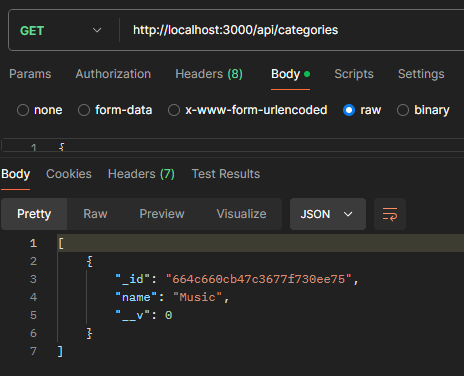 GET http://localhost:3000/api/categories
Params Authorization Headers (8) Body Scripts Settings
none form-data x-www-form-urlencoded raw binary
1 {
Body Cookies Headers (7) Test Results
Pretty Raw Preview Visualize JSON
1 [
2 {
3 "_id": "664c660cb47c3677f730ee75",
4 "name": "Music",
5 "__v": 0
6 }
7 ]